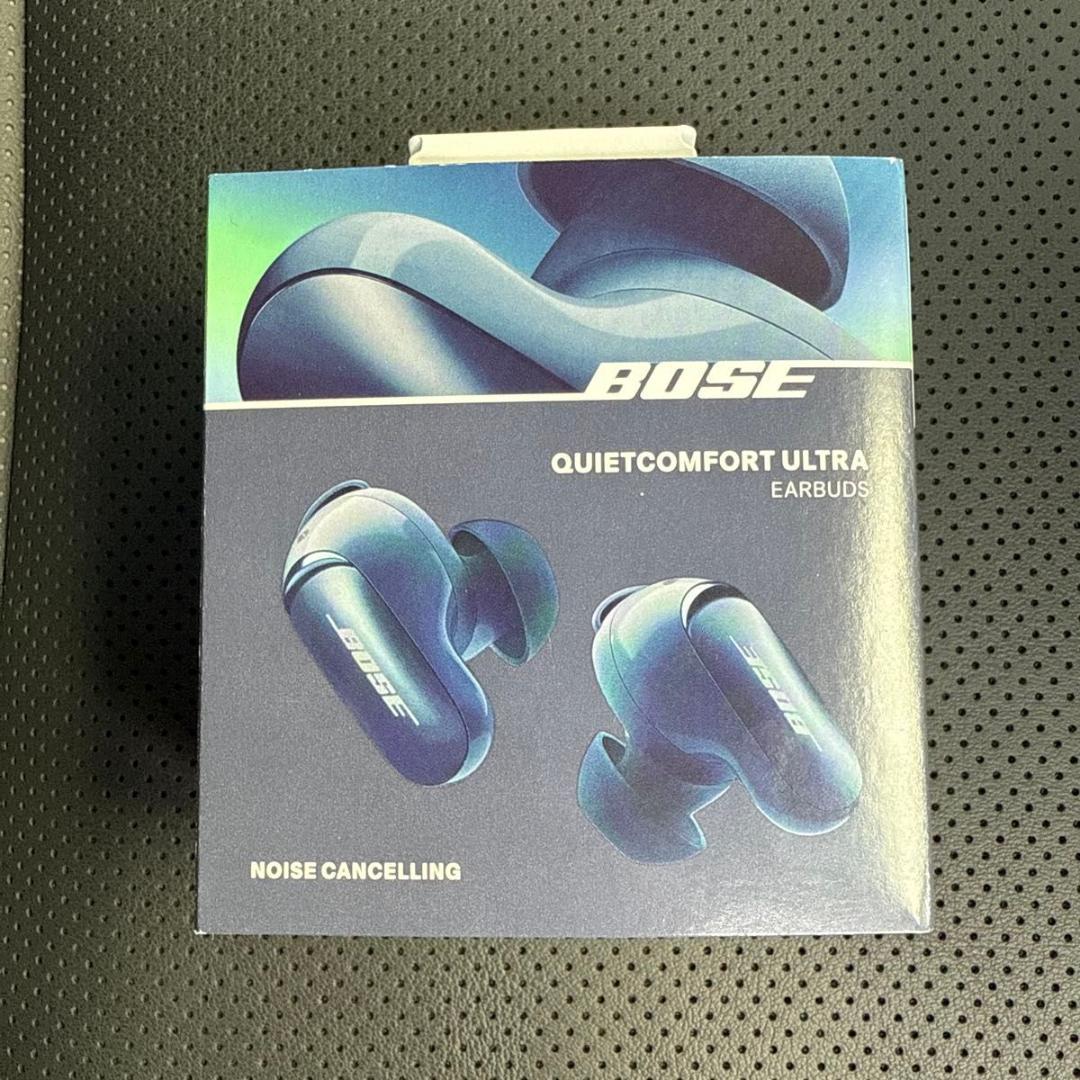 BOSE
QUIETCOMFORT ULTRA
EARBUDS
BOSE
BOSE
NOISE CANCELLING